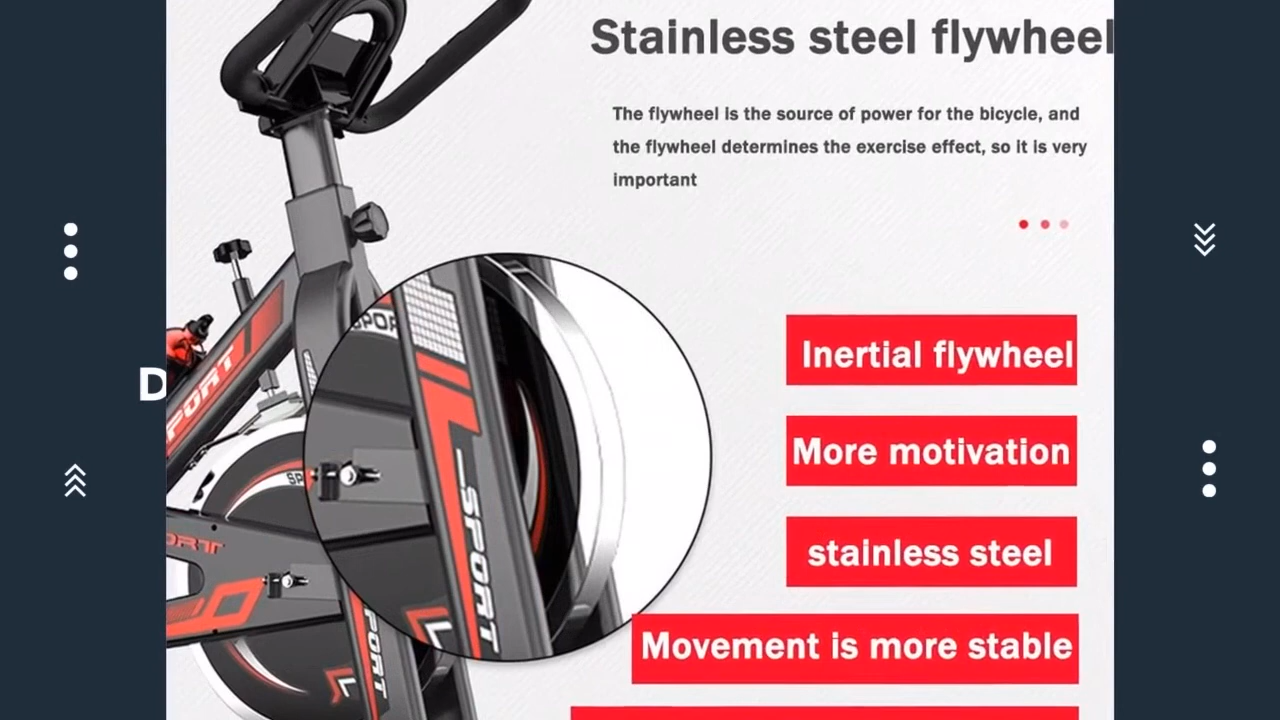 Stainless steel flywheel
The flywheel is the source of power for the bicycle, and
the flywheel determines the exercise effect, so it is very
important
Inertial flywheel
More motivation
stainless steel
Movement is more stable
D
SPORT
SPORT
SPORT